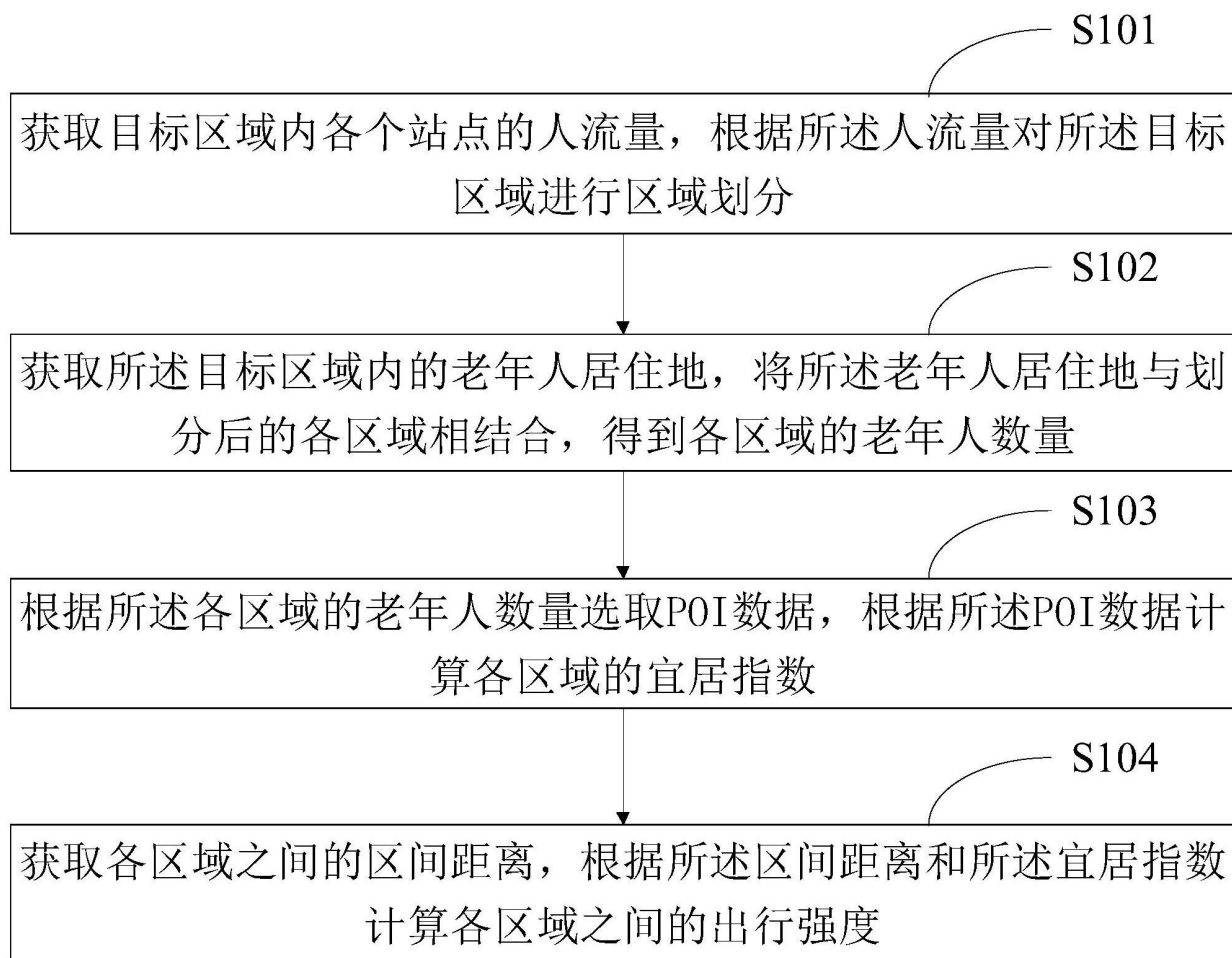 S101
获取目标区域内各个站点的人流量，根据所述人流量对所述目标
区域进行区域划分
S102
获取所述目标区域内的老年人居住地，将所述老年人居住地与划
分后的各区域相结合，得到各区域的老年人数量
S103
根据所述各区域的老年人数量选取POI数据，根据所述POI数据计
算各区域的宜居指数
S104
获取各区域之间的区间距离，根据所述区间距离和所述宜居指数
计算各区域之间的出行强度